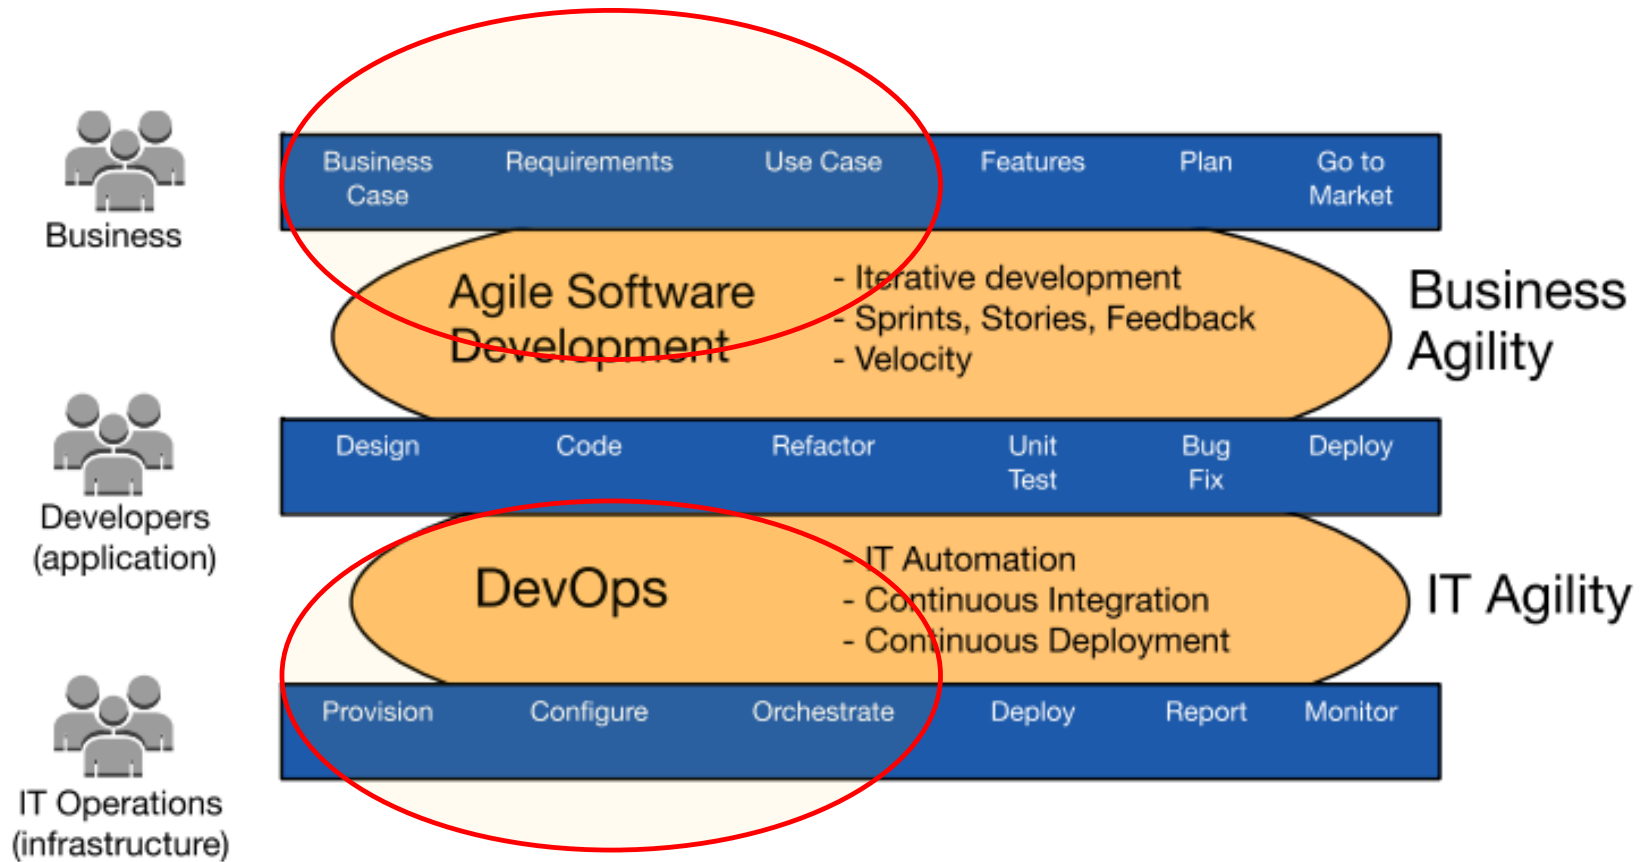 Business
Business
Case
Requirements
Use Case
Features
Plan
Go to
Market
Agile Software
Development
- Iterative development
- Sprints, Stories, Feedback
- Velocity
Business
Agility
Developers
(application)
Design
Code
Refactor
Unit
Test
Bug
Fix
Deploy
DevOps
- IT Automation
- Continuous Integration
- Continuous Deployment
IT Agility
IT Operations
(infrastructure)
Provision
Configure
Orchestrate
Deploy
Report
Monitor